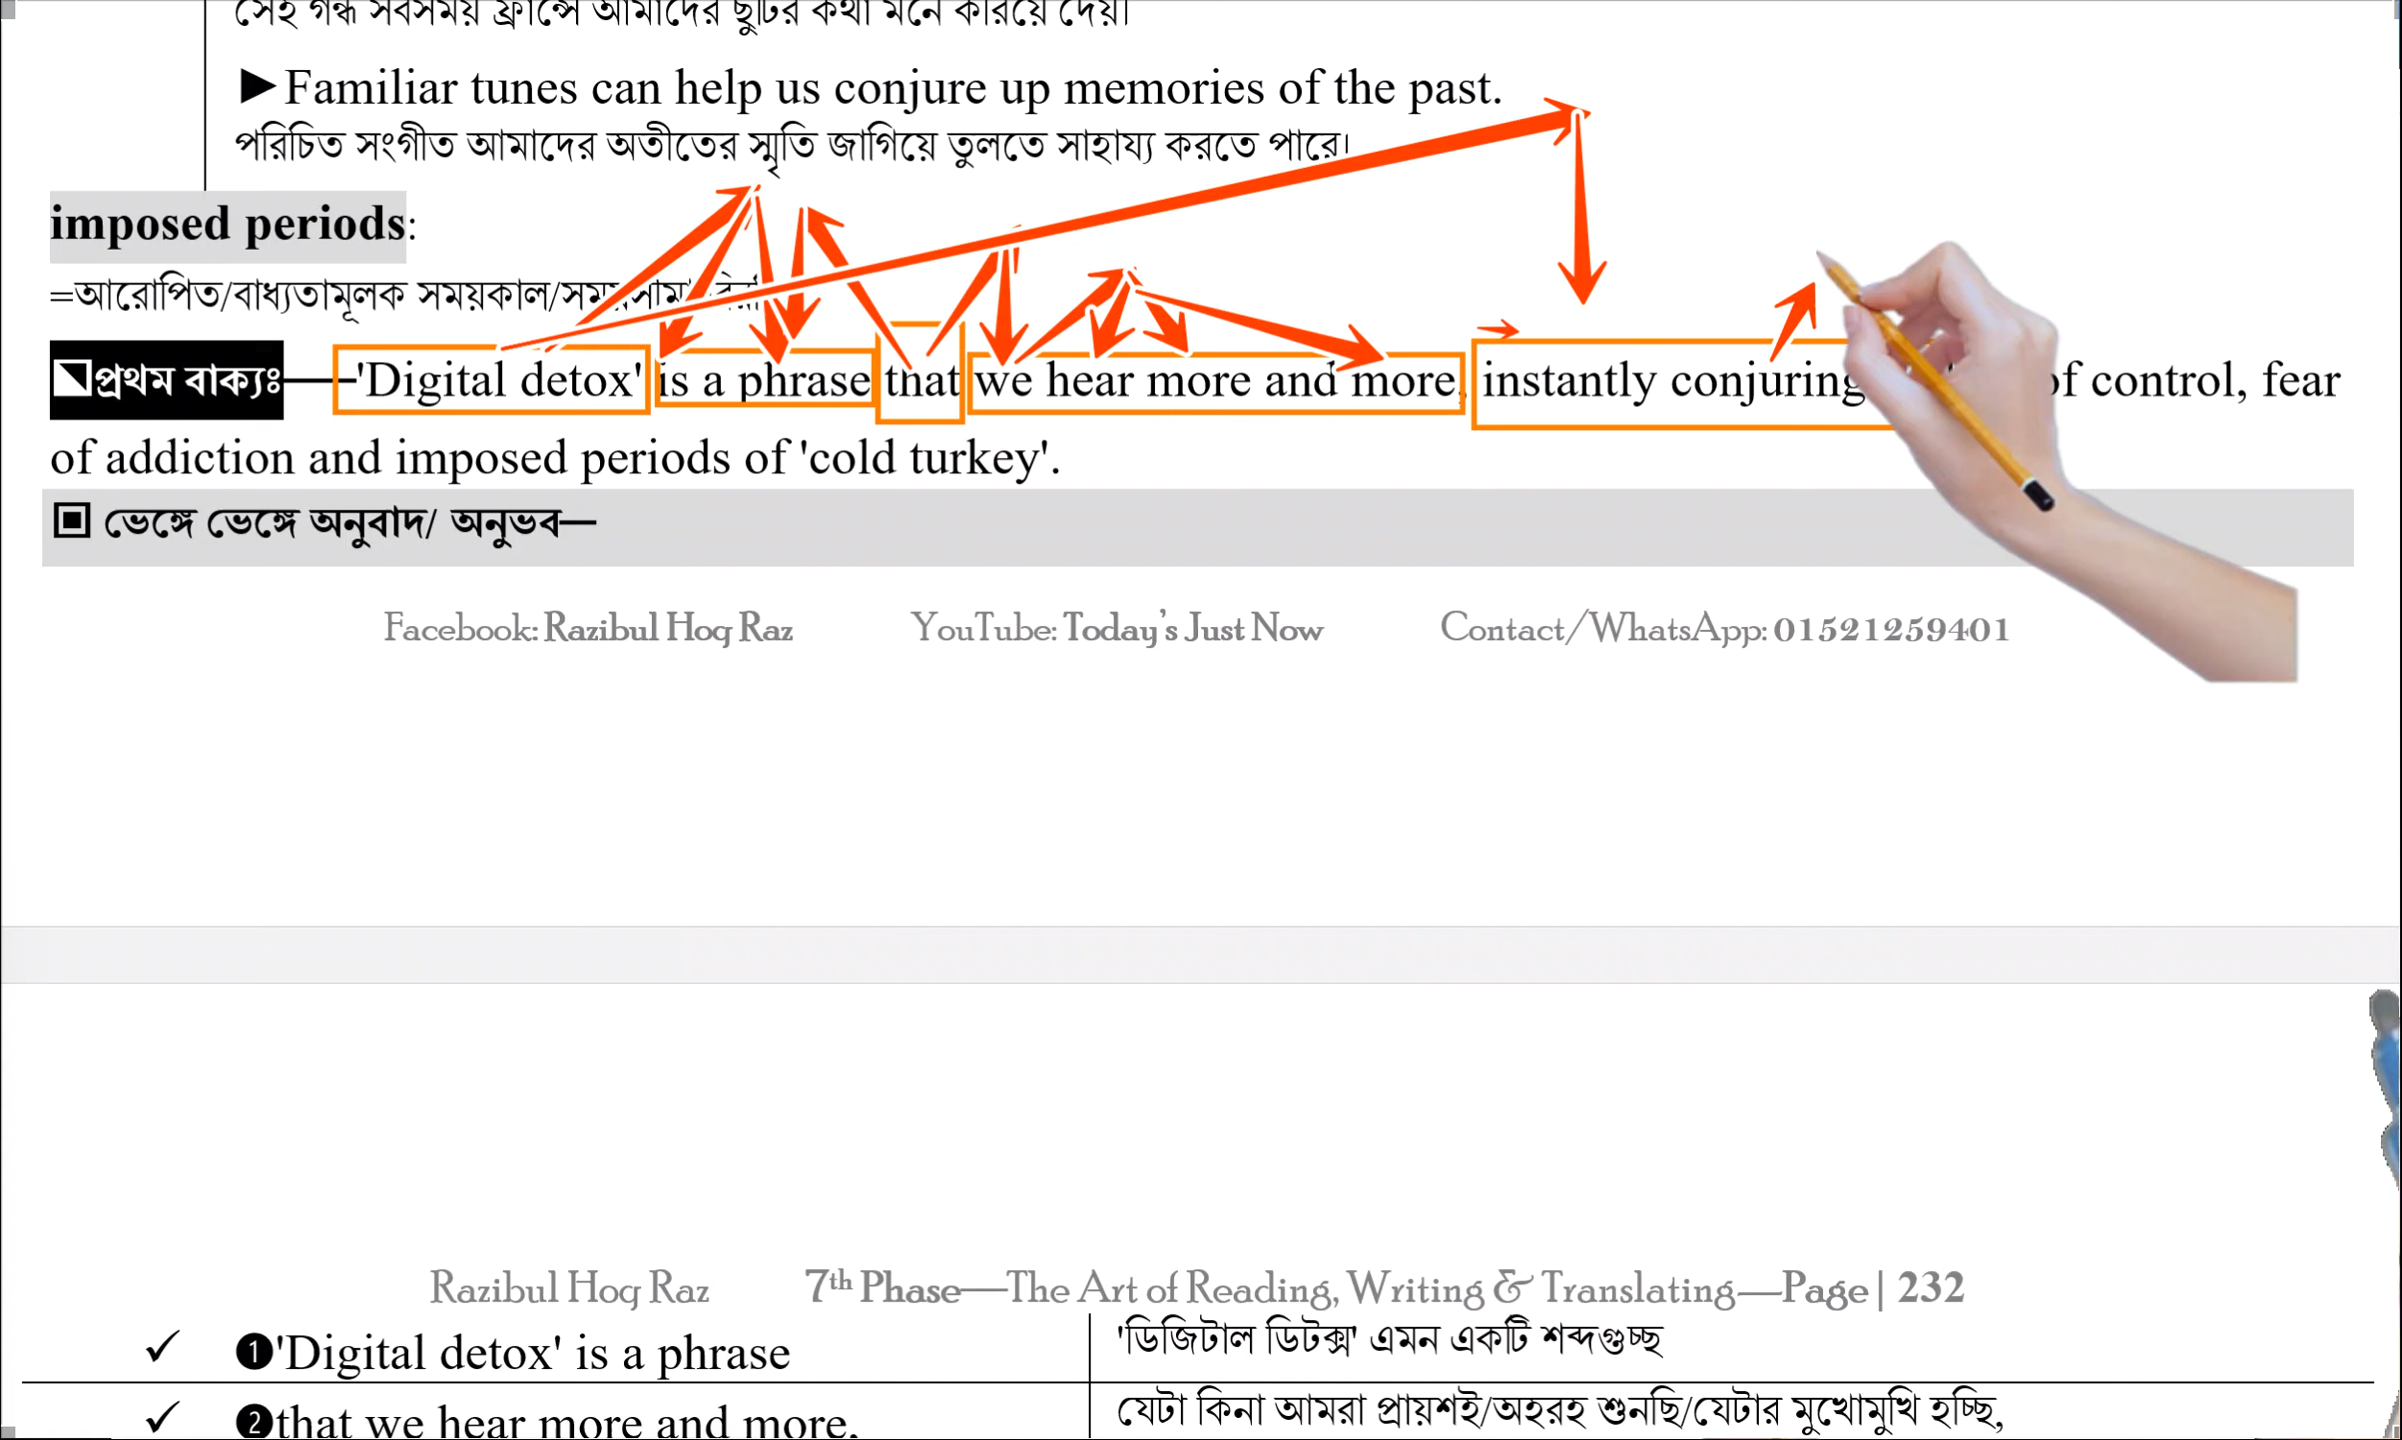 সেই গন্ধ সবসময় ফ্রান্সে আমাদের ছুটির কথা মনে করিয়ে দেয়।
►Familiar tunes can help us conjure up memories of the past.
পরিচিত সংগীত আমাদের অতীতের স্মৃতি জাগিয়ে তুলতে সাহায্য করতে পারে।
imposed periods:
=আরোপিত/বাধ্যতামূলক সময়কাল/
প্রথম বাক্যঃ——'Digital detox' is a phrase that we hear more and more, instantly conjuring of control, fear
of addiction and imposed periods of 'cold turkey'.
▣ ভেঙ্গে ভেঙ্গে অনুবাদ/ অনুভব—
Facebook: Razibul Hoq Raz YouTube: Today's Just Now Contact/WhatsApp: 01521259401
Razibul Hoq Raz 7th Phase—The Art of Reading, Writing & Translating—Page | 232
✓ ❶'Digital detox' is a phrase 'ডিজিটাল ডিটক্স' এমন একটি শব্দগুচ্ছ
✓ ❷that we hear more and more, যেটা কিনা আমরা প্রায়শই/অহরহ শুনছি/যেটার মুখোমুখি হচ্ছি,